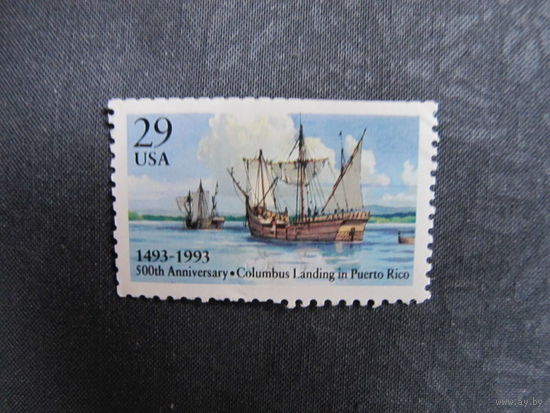 29
USA
1493-1993
500th Anniversary • Columbus Landing in Puerto Rico
www.ay.by